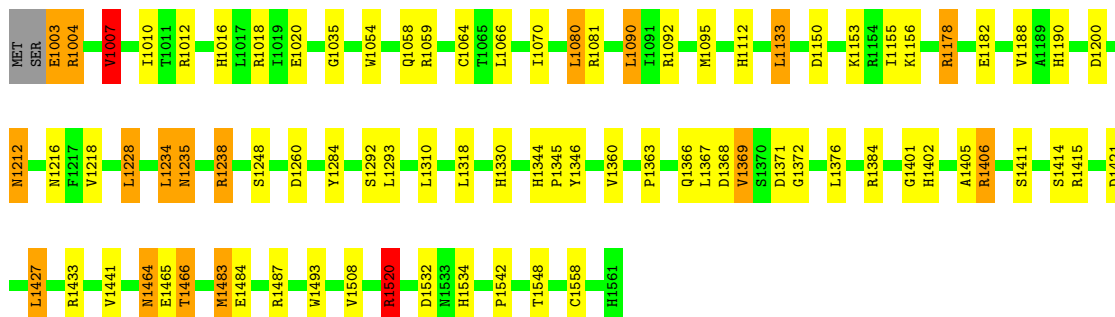 MET SER E1003 R1004 V1007 I1010 T1011 R1012 H1016 L1017 R1018 I1019 E1020 G1035 W1054 Q1058 R1059 C1064 T1065 L1066 I1070 L1080 R1081 L1090 I1091 R1092 M1095 H1112 L1133 D1150 K1153 R1154 I1155 K1156 R1178 E1182 V1188 A1189 H1190 D1200
N1212 N1216 F1217 V1218 L1228 L1234 N1235 R1238 S1248 D1260 Y1284 S1292 L1293 L1310 L1318 H1330 H1344 P1345 Y1346 V1360 P1363 Q1366 L1367 D1368 V1369 S1370 D1371 G1372 L1376 R1384 G1401 H1402 A1405 R1406 S1411 S1414 R1415
L1427 R1433 V1441 N1464 E1465 T1466 M1483 E1484 R1487 W1493 V1508 R1520 D1532 N1533 H1534 P1542 T1548 C1558 H1561